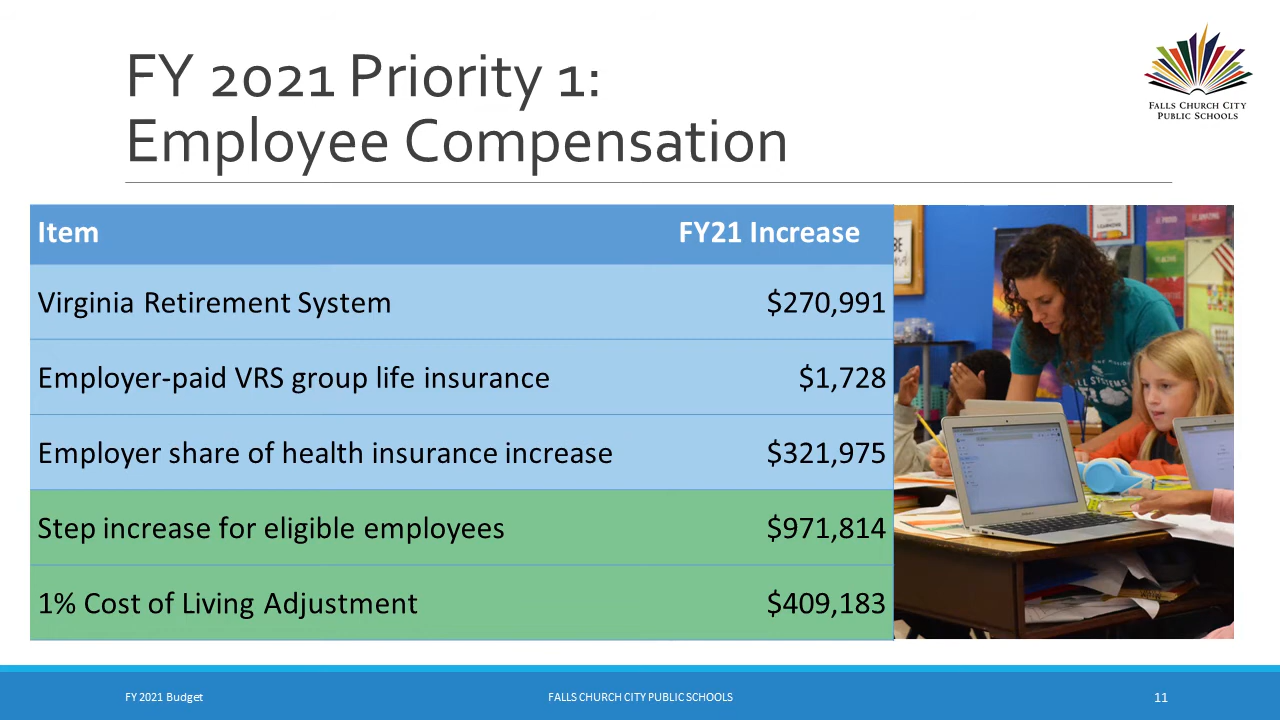 FY 2021 Priority 1:
Employee Compensation
FALLS CHURCH CITY
PUBLIC SCHOOLS
Item FY21 Increase
Virginia Retirement System $270,991
Employer-paid VRS group life insurance $1,728
Employer share of health insurance increase $321,975
Step increase for eligible employees $971,814
1% Cost of Living Adjustment $409,183
FY 2021 Budget FALLS CHURCH CITY PUBLIC SCHOOLS 11